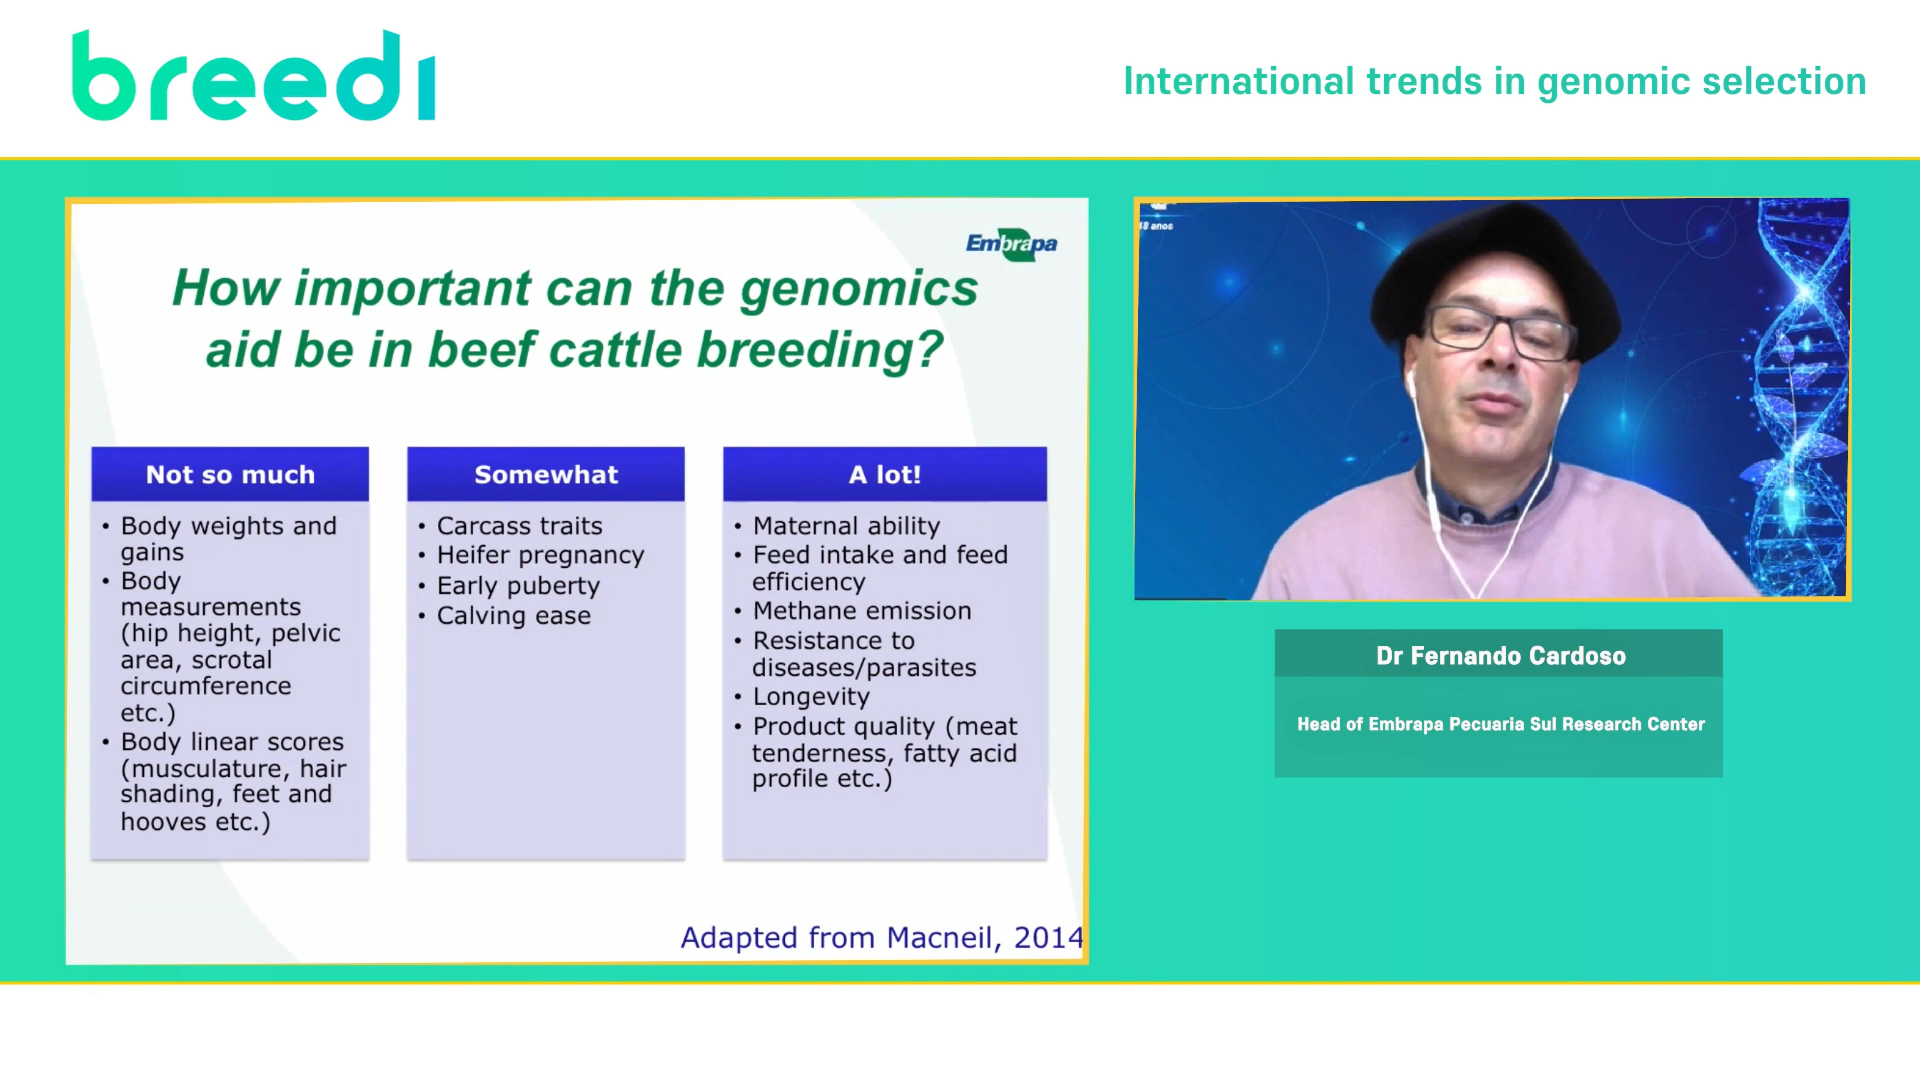 breedi
International trends in genomic selection
Embrapa
How important can the genomics
aid be in beef cattle breeding?
Not so much
• Body weights and
gains
• Body
measurements
(hip height, pelvic
area, scrotal
circumference
etc.)
• Body linear scores
(musculature, hair
shading, feet and
hooves etc.)
Somewhat
• Carcass traits
• Heifer pregnancy
• Early puberty
• Calving ease
A lot!
• Maternal ability
• Feed intake and feed
efficiency
• Methane emission
• Resistance to
diseases/parasites
• Longevity
• Product quality (meat
tenderness, fatty acid
profile etc.)
Adapted from Macneil, 2014
anos
Dr Fernando Cardoso
Head of Embrapa Pecuaria Sul Research Center